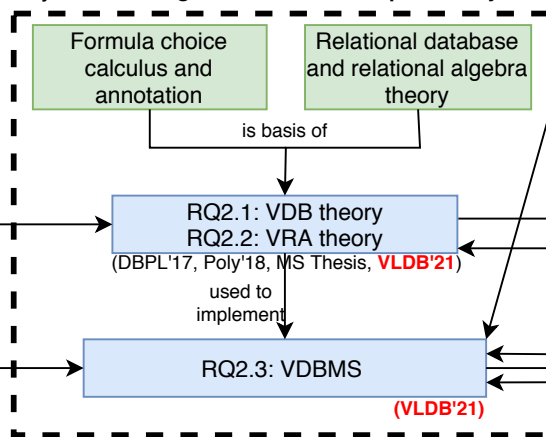 Formula choice
calculus and
annotation
Relational database
and relational algebra
theory
is basis of
RQ2.1: VDB theory
RQ2.2: VRA theory
(DBPL'17, Poly'18, MS Thesis, VLDB'21)
used to
implement
RQ2.3: VDBMS
(VLDB'21)